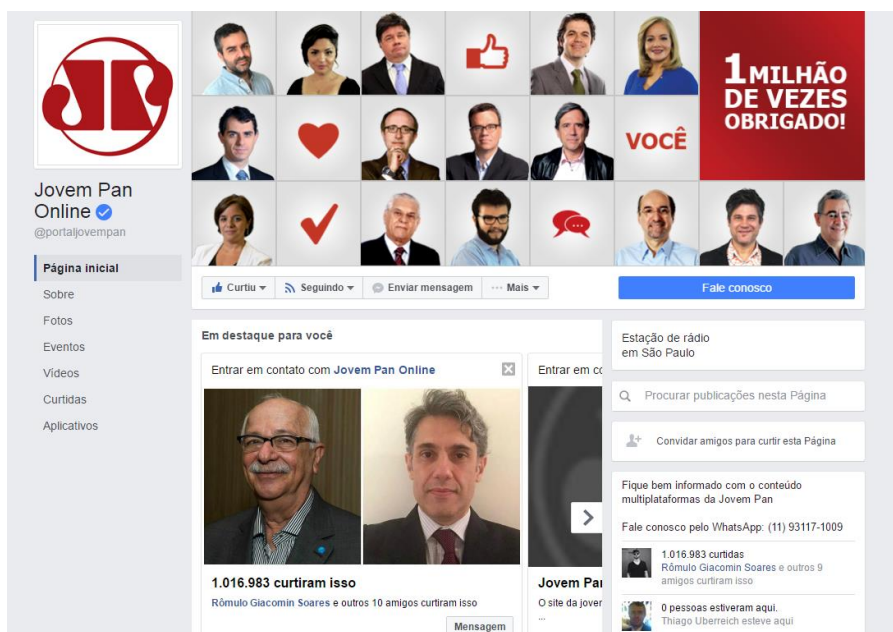 1 MILHÃO
DE VEZES
OBRIGADO!
VOCÊ
Jovem Pan
Online
@portaljovempan
Página inicial
Sobre
Fotos
Eventos
Vídeos
Curtidas
Aplicativos
Curtiu
Seguindo
Enviar mensagem
Mais
Fale conosco
Em destaque para você
Entrar em contato com Jovem Pan Online
1.016.983 curtiram isso
Rômulo Giacomin Soares e outros 10 amigos curtiram isso
Mensagem
Entrar em co
Jovem Pan
O site da jover
...
Estação de rádio
em São Paulo
Procurar publicações nesta Página
Convidar amigos para curtir esta Página
Fique bem informado com o conteúdo
multiplataformas da Jovem Pan
Fale conosco pelo WhatsApp: (11) 93117-1009
1.016.983 curtidas
Rômulo Giacomin Soares e outros 9
amigos curtiram isso
0 pessoas estiveram aqui.
Thiago Uberreich esteve aqui